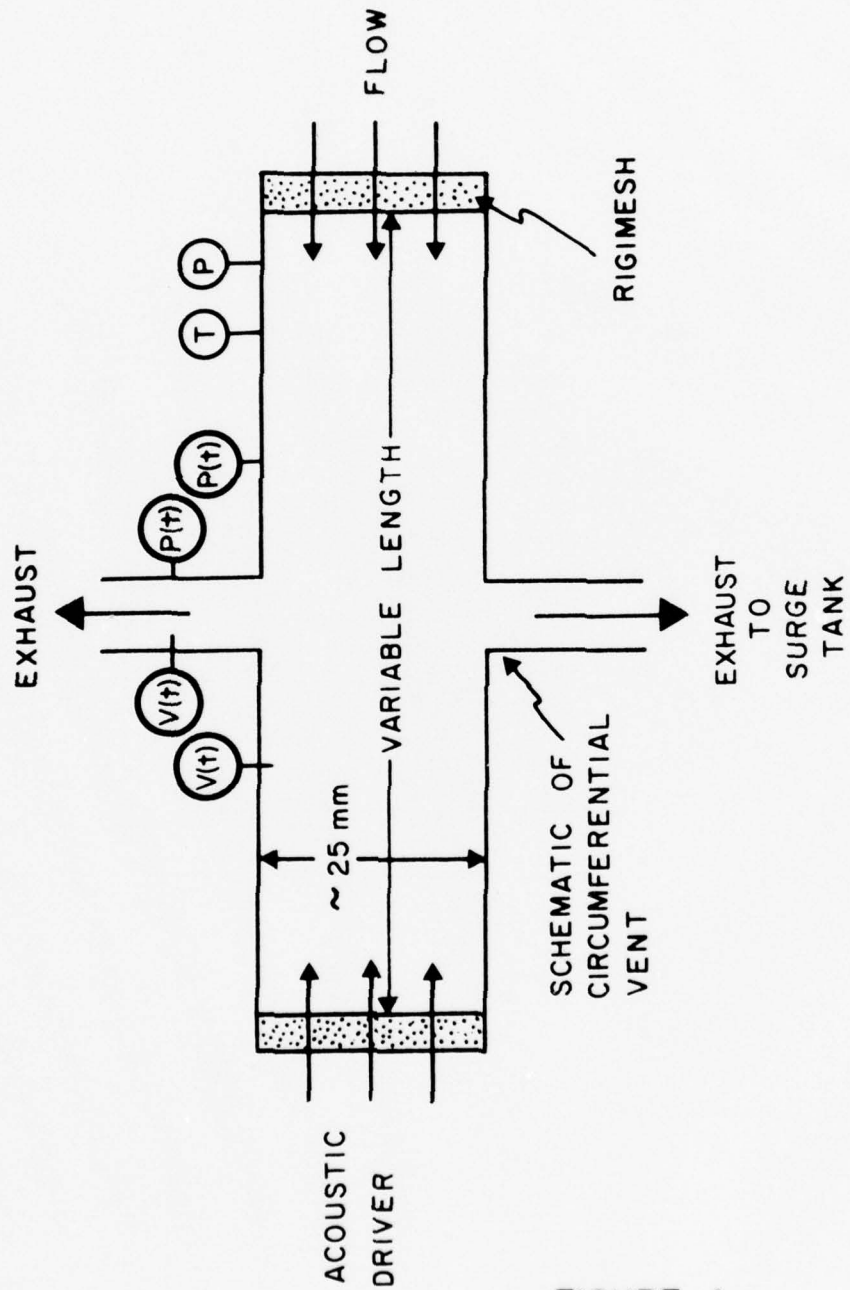 EXHAUST
V(t)
V(t)
P(t)
P(t)
T
P
ACOUSTIC
DRIVER
~ 25 mm
VARIABLE LENGTH
FLOW
SCHEMATIC OF
CIRCUMFERENTIAL
VENT
RIGIMESH
EXHAUST
TO
SURGE
TANK